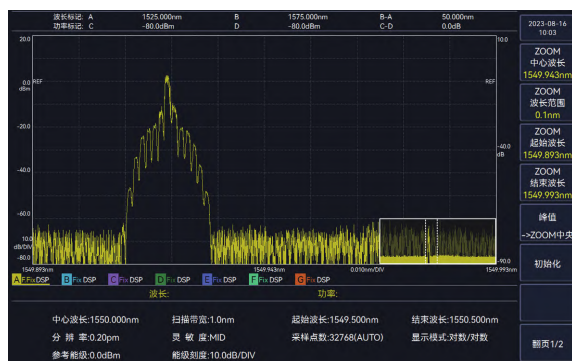 波长标记: A 1525.000nm B 1575.000nm B-A 50.000nm
功率标记: C -80.0dBm D -80.0dBm C-D 0.0dB
2023-08-16
10:03
20.0
10.0
ZOOM
中心波长
1549.943nm
0.0
dBm
REF
REF
ZOOM
波长范围
0.1nm
-20.0
-40.0
dB
ZOOM
起始波长
1549.893nm
-40.0
ZOOM
结束波长
1549.993nm
-60.0
峰值
->ZOOM中央
10.0
dB/DIV
-80.0
-90.0
1549.893nm 1549.943nm 0.010nm/DIV 1549.993nm
初始化
A F.FixDSP B Fix DSP C Fix DSP D Fix DSP E Fix DSP F Fix DSP G Fix DSP
波长: 功率:
中心波长:1550.000nm 扫描带宽:1.0nm 起始波长:1549.500nm 结束波长:1550.500nm
分 辨 率:0.20pm 灵 敏 度:MID 采样点数:32768(AUTO) 显示模式:对数/对数
参考能级:0.0dBm 能级刻度:10.0dB/DIV
翻页1/2